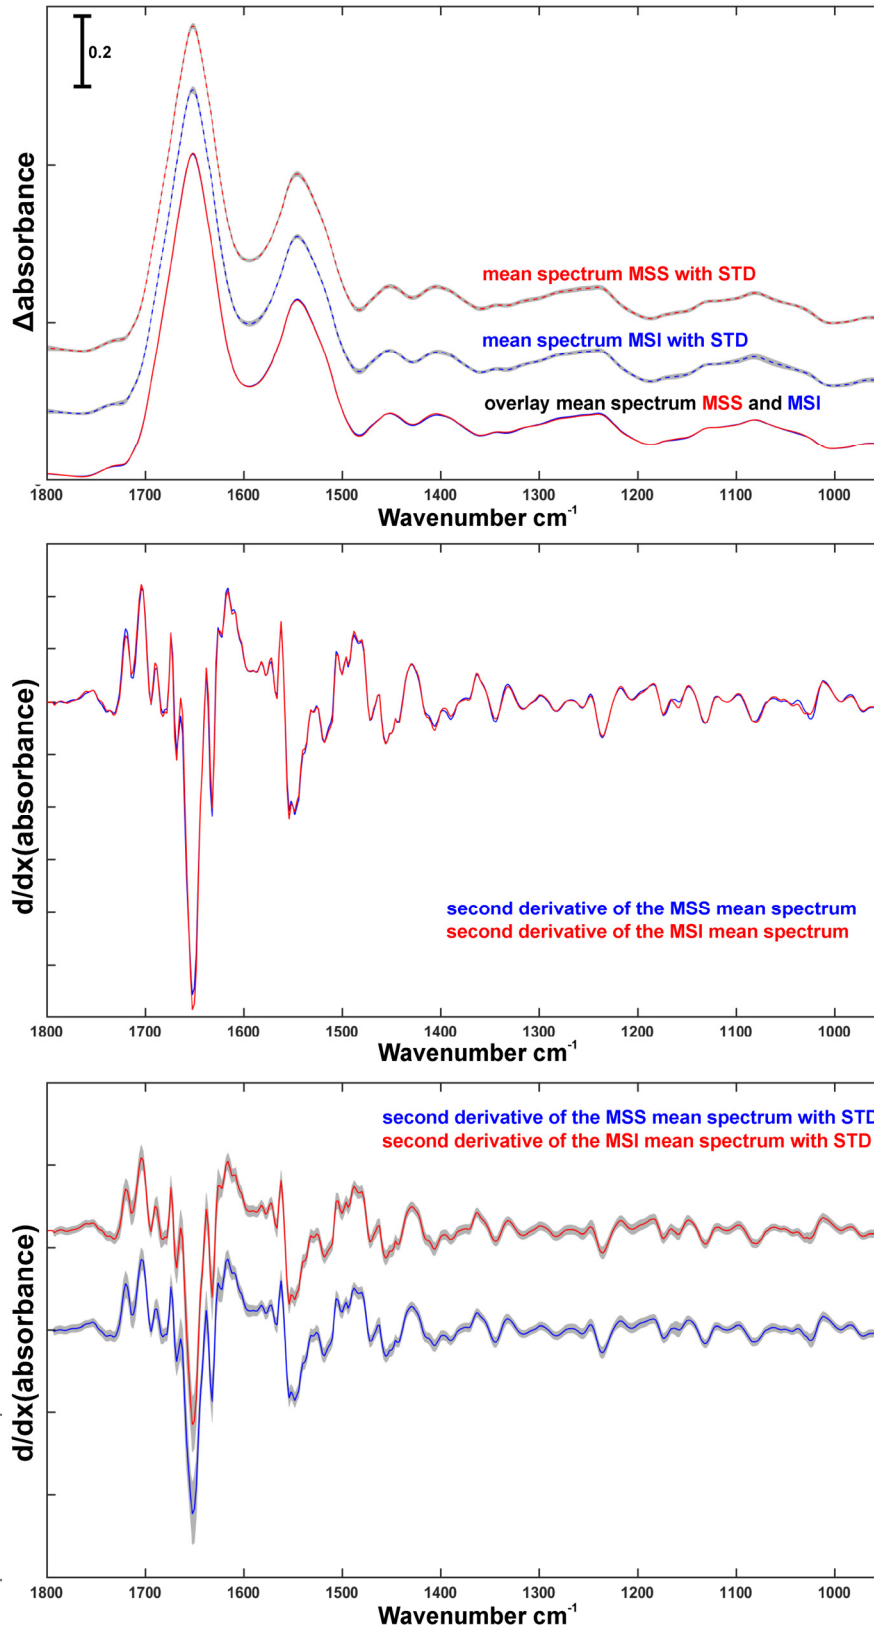 0.2
Δabsorbance
mean spectrum MSS with STD
mean spectrum MSI with STD
overlay mean spectrum MSS and MSI
1800 1700 1600 1500 1400 1300 1200 1100 1000
Wavenumber cm⁻¹
d/dx(absorbance)
second derivative of the MSS mean spectrum
second derivative of the MSI mean spectrum
1800 1700 1600 1500 1400 1300 1200 1100 1000
Wavenumber cm⁻¹
second derivative of the MSS mean spectrum with STD
second derivative of the MSI mean spectrum with STD
d/dx(absorbance)
1800 1700 1600 1500 1400 1300 1200 1100 1000
Wavenumber cm⁻¹